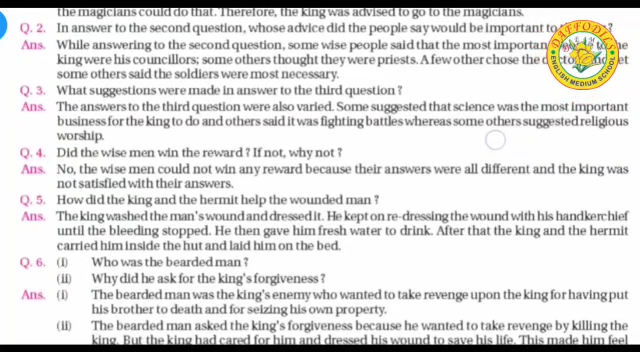 the magicians could do that. Therefore, the king was advised to go to the magicians.
Q. 2. In answer to the second question, whose advice did the people say would be important to
Ans. While answering to the second question, some wise people said that the most important
king were his councillors; some others thought they were priests. A few other chose the
some others said the soldiers were most necessary.
Q. 3. What suggestions were made in answer to the third question ?
Ans. The answers to the third question were also varied. Some suggested that science was the most important
business for the king to do and others said it was fighting battles whereas some others suggested religious
worship.
Q. 4. Did the wise men win the reward ? If not, why not ?
Ans. No, the wise men could not win any reward because their answers were all different and the king was
not satisfied with their answers.
Q. 5. How did the king and the hermit help the wounded man ?
Ans. The king washed the man's wound and dressed it. He kept on re-dressing the wound with his handkerchief
until the bleeding stopped. He then gave him fresh water to drink. After that the king and the hermit
carried him inside the hut and laid him on the bed.
Q. 6. (i) Who was the bearded man ?
(ii) Why did he ask for the king's forgiveness ?
Ans. (i) The bearded man was the king's enemy who wanted to take revenge upon the king for having put
his brother to death and for seizing his own property.
(ii) The bearded man asked the king's forgiveness because he wanted to take revenge by killing the
king. But the king had cared for him and dressed his wound to save his life. This made him feel
DAFFODILS
ENGLISH MEDIUM SCHOOL